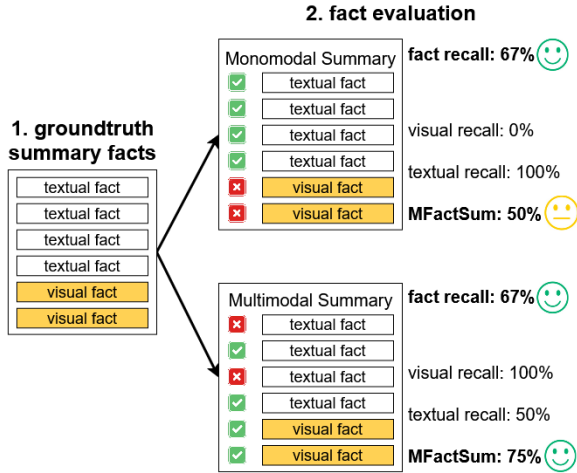 2. fact evaluation
1. groundtruth
summary facts
textual fact
textual fact
textual fact
textual fact
visual fact
visual fact
Monomodal Summary
textual fact
textual fact
textual fact
textual fact
visual fact
visual fact
fact recall: 67%
visual recall: 0%
textual recall: 100%
MFactSum: 50%
Multimodal Summary
textual fact
textual fact
textual fact
textual fact
visual fact
visual fact
fact recall: 67%
visual recall: 100%
textual recall: 50%
MFactSum: 75%